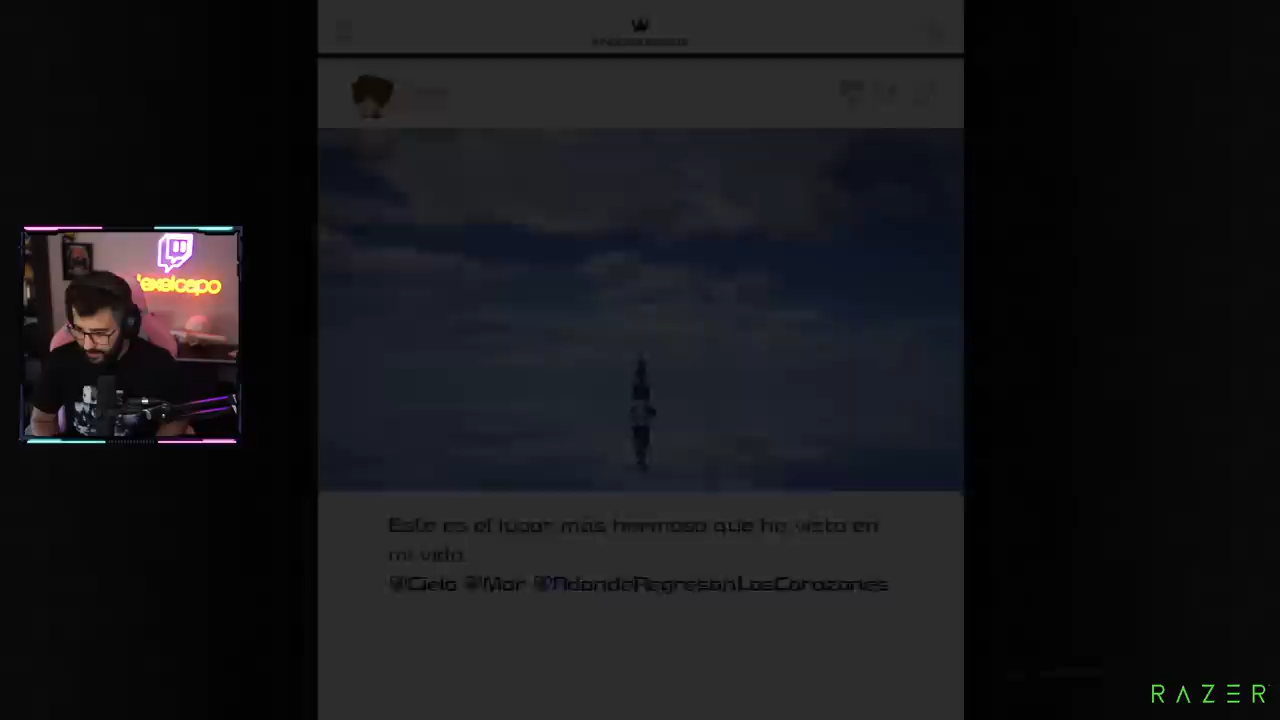 'exelcapo
Este es el lugar más hermoso que he visto en
mi vida.
Cielo Mar AdondeRegresanLosCorazones
RAZER